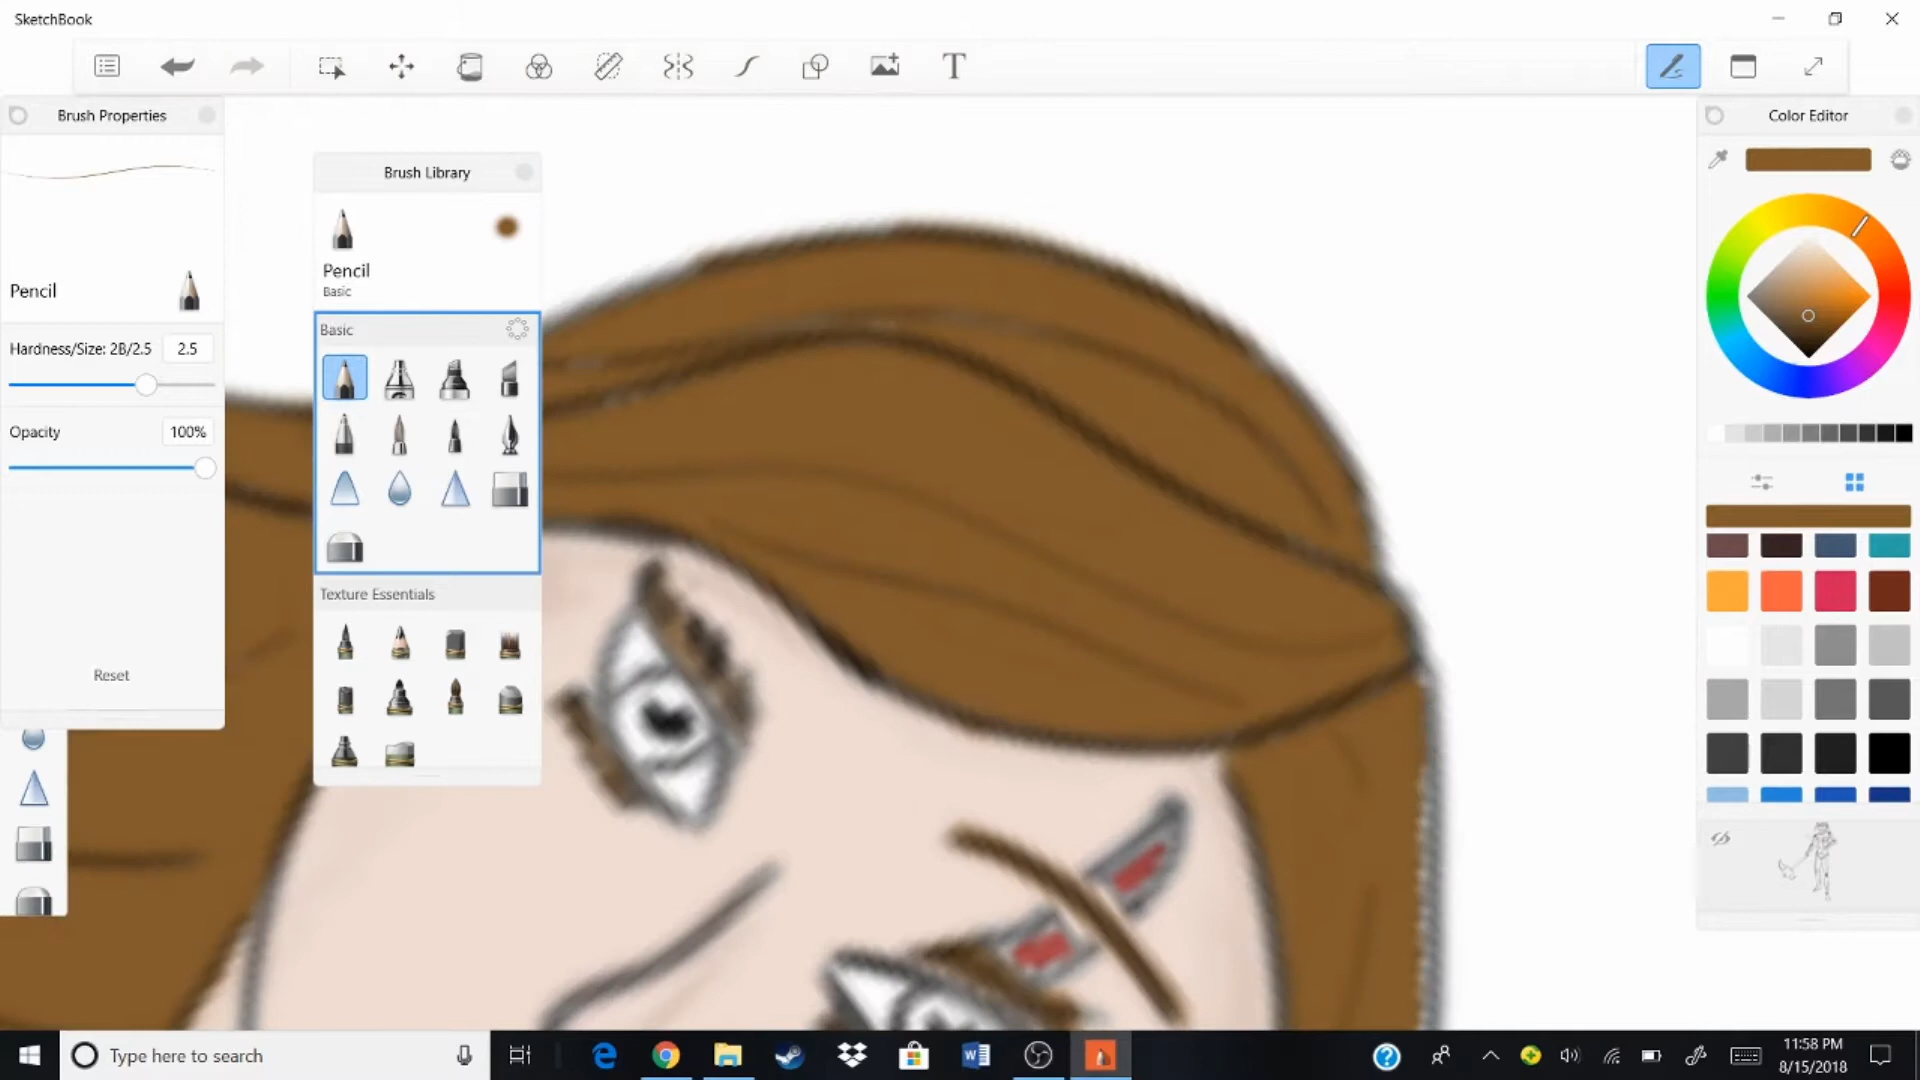 SketchBook
T
Brush Properties
Pencil
Hardness/Size: 2B/2.5
2.5
Opacity
100%
Reset
Brush Library
Pencil
Basic
Basic
Texture Essentials
Color Editor
Type here to search
11:58 PM
8/15/2018